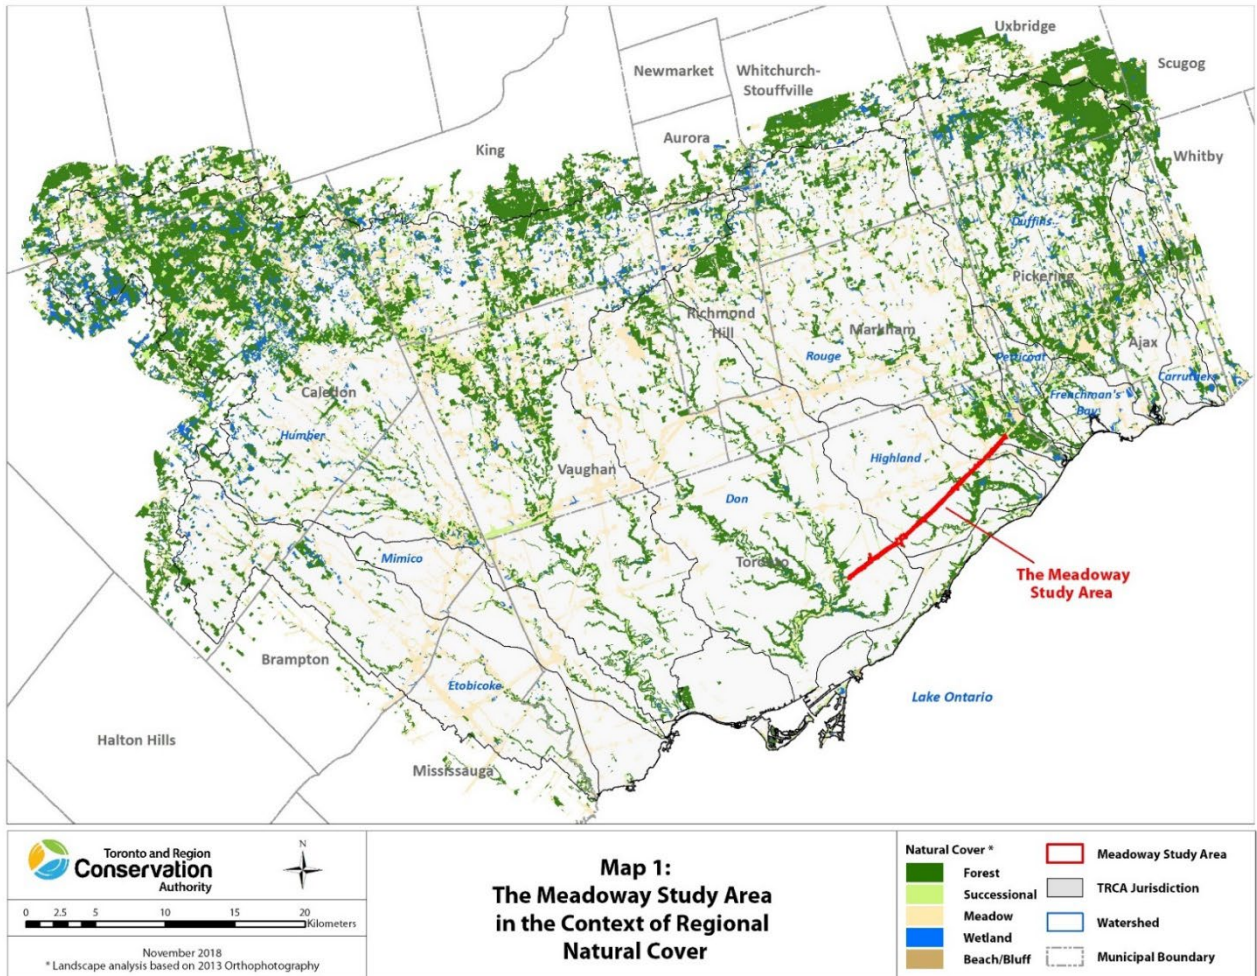 Uxbridge
Scugog
Newmarket
Whitchurch-
Stouffville
Aurora
King
Whitby
Duffins
Pickering
Richmond
Hill
Markham
Ajax
Rouge
Petticoat
Carruthers
Frenchman's
Bay
Caledon
Humber
Vaughan
Highland
Don
Mimico
Toronto
The Meadoway
Study Area
Brampton
Etobicoke
Lake Ontario
Halton Hills
Mississauga
Toronto and Region
Conservation
Authority
N
0 2.5 5 10 15 20
Kilometers
November 2018
* Landscape analysis based on 2013 Orthophotography
Map 1:
The Meadoway Study Area
in the Context of Regional
Natural Cover
Natural Cover *
Forest
Successional
Meadow
Wetland
Beach/Bluff
Meadoway Study Area
TRCA Jurisdiction
Watershed
Municipal Boundary